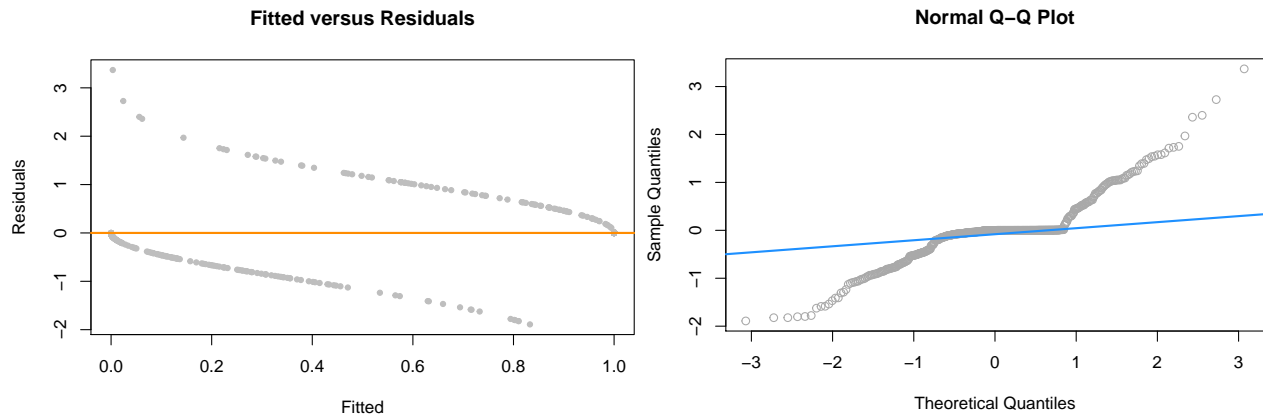 Fitted versus Residuals
Residuals
3
2
1
0
−1
−2
0.0 0.2 0.4 0.6 0.8 1.0
Fitted
Normal Q−Q Plot
Sample Quantiles
3
2
1
0
−1
−2
−3 −2 −1 0 1 2 3
Theoretical Quantiles